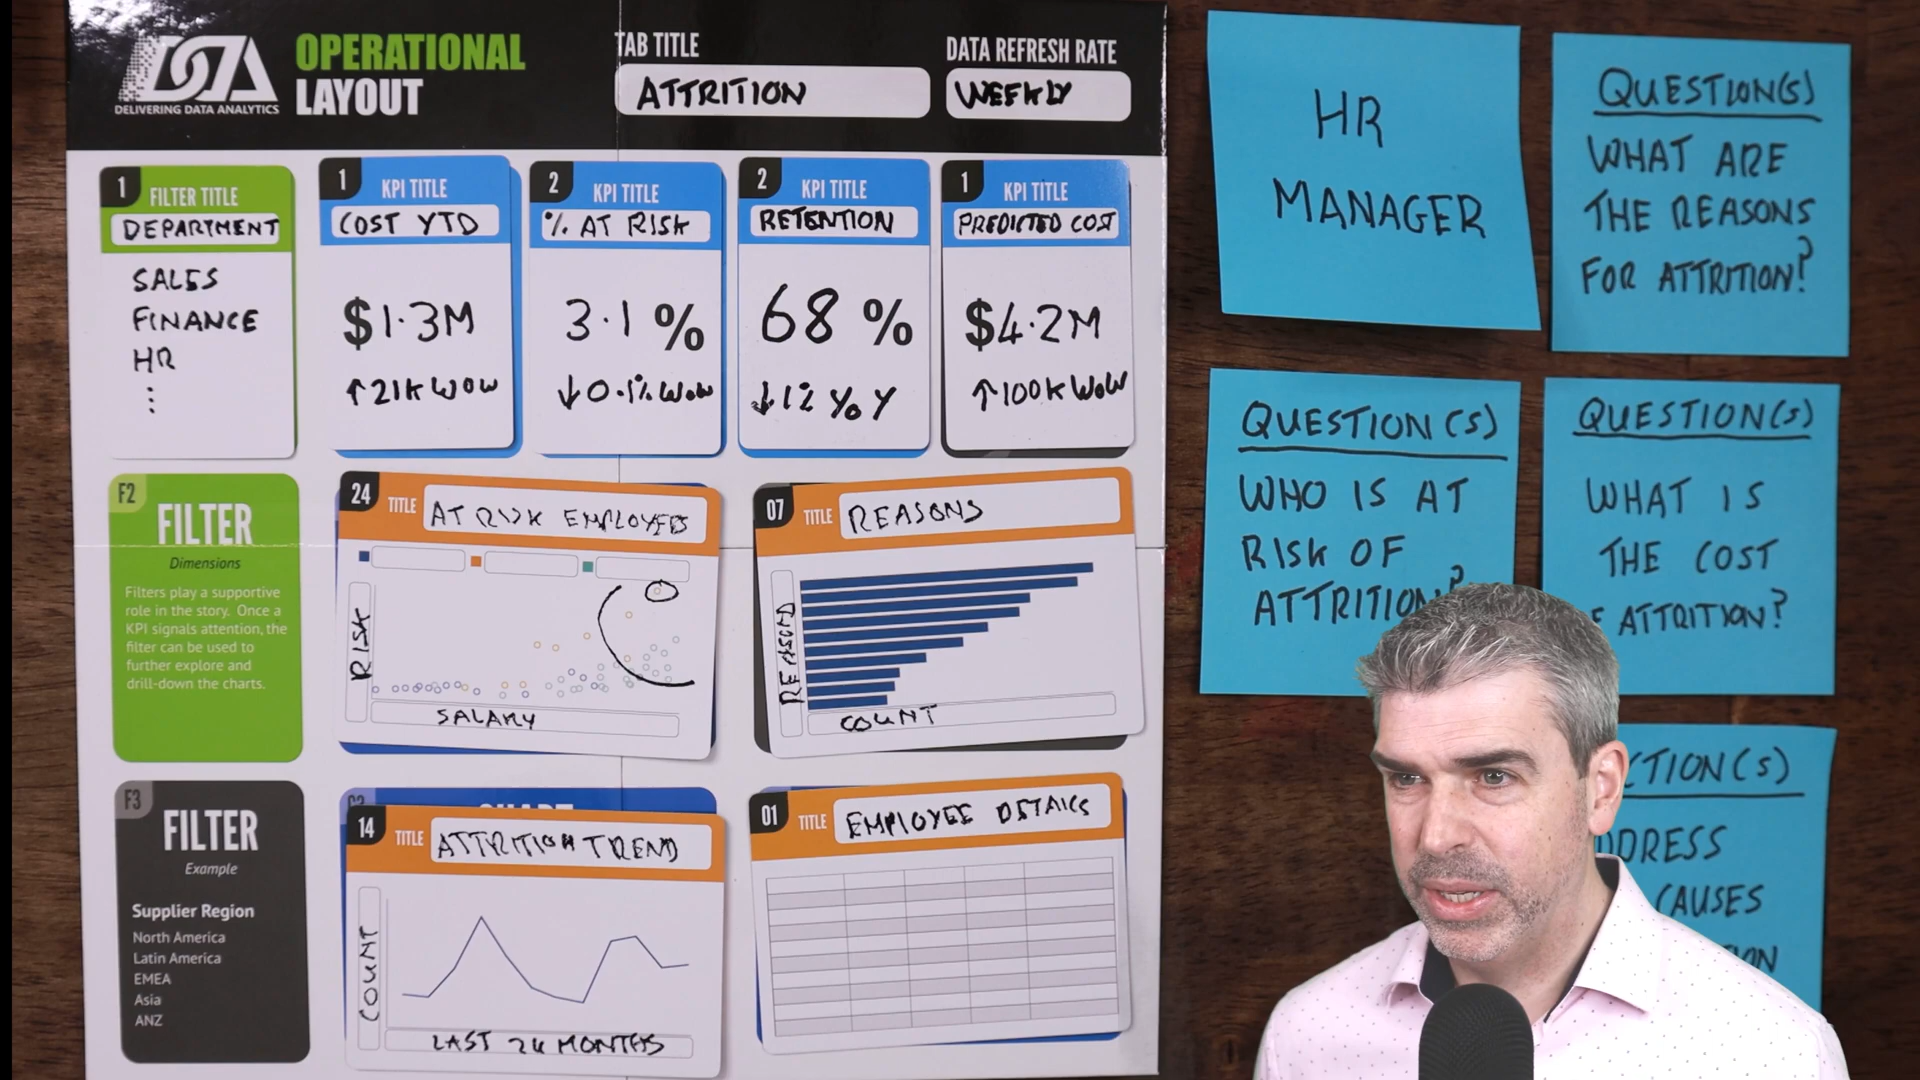 DELIVERING DATA ANALYTICS
OPERATIONAL
LAYOUT
TAB TITLE
ATTRITION
DATA REFRESH RATE
WEEKLY
1
FILTER TITLE
DEPARTMENT
SALES
FINANCE
HR
1
KPI TITLE
COST YTD
$1.3M
↑21K WOW
2
KPI TITLE
% AT RISK
3.1 %
↓0.1% WOW
2
KPI TITLE
RETENTION
68 %
YOY
1
KPI TITLE
PREDICTED COST
$4.2M
↑100K WOW
F2
FILTER
Dimensions
Filters play a supportive
role in the story. Once a
KPI signals attention, the
filter can be used to
further explore and
drill-down the charts.
24
TITLE
AT RISK EMPLOYEES
RISK
SALARY
07
TITLE
REASONS
REASON
COUNT
F3
FILTER
Example
Supplier Region
North America
Latin America
EMEA
Asia
ANZ
CHART
14
TITLE
ATTRITION TREND
COUNT
LAST 24 MONTHS
01
TITLE
EMPLOYEE DETAILS
HR
MANAGER
QUESTION(S)
WHAT ARE
THE REASONS
FOR ATTRITION?
QUESTION(S)
WHO IS AT
RISK OF
ATTRITION?
QUESTION(S)
WHAT IS
THE COST
ATTRITION?
CAUSES